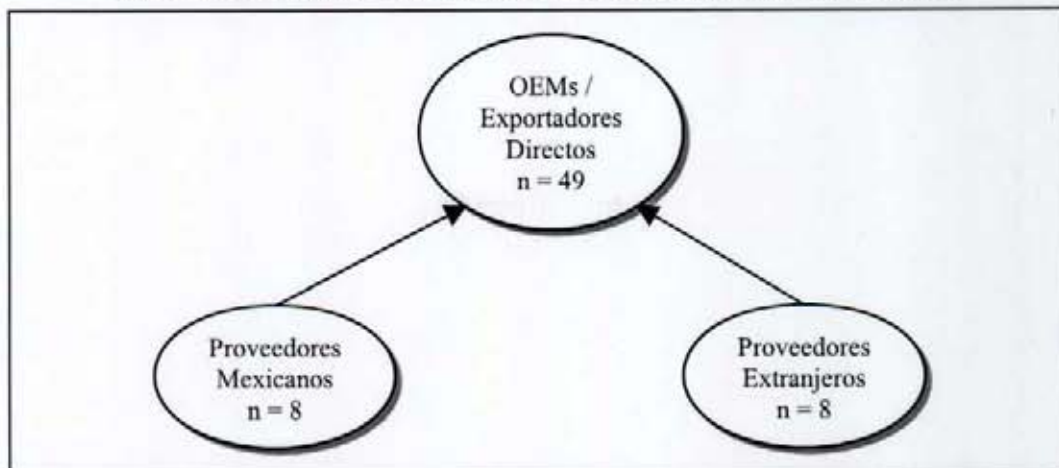 OEMs /
Exportadores
Directos
n = 49
Proveedores
Mexicanos
n = 8
Proveedores
Extranjeros
n = 8